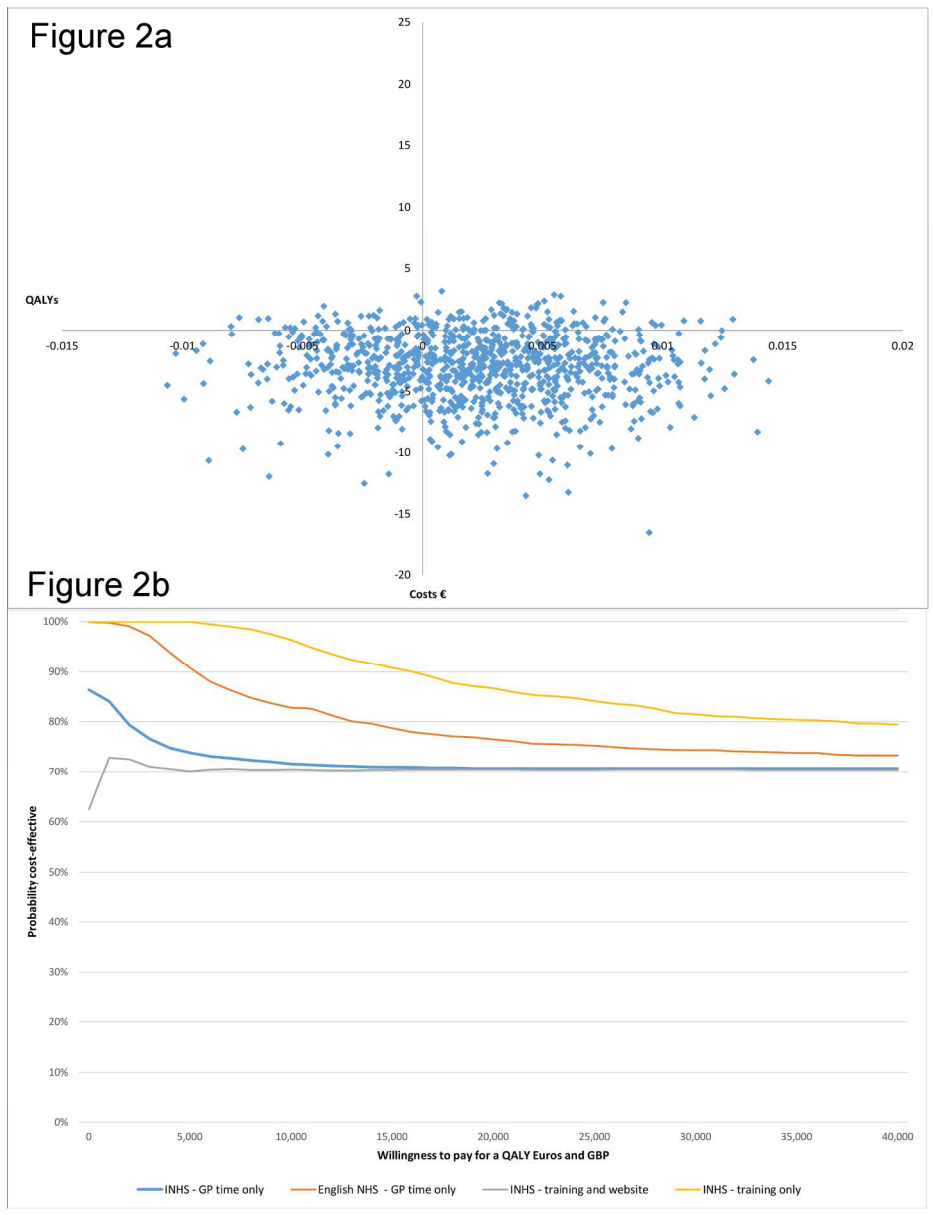 Figure 2a
25
20
15
10
5
QALYs
0
-0.015 -0.01 -0.005 0 0.005 0.01 0.015 0.02
-5
-10
-15
-20
Costs €
Figure 2b
100%
90%
80%
70%
60%
50%
40%
30%
20%
10%
0%
Probability cost-effective
0 5,000 10,000 15,000 20,000 25,000 30,000 35,000 40,000
Willingness to pay for a QALY Euros and GBP
INHS - GP time only English NHS - GP time only INHS - training and website INHS - training only